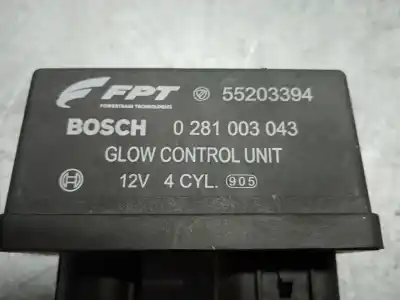 FPT 55203394
POWERTRAIN TECHNOLOGIES
BOSCH 0 281 003 043
GLOW CONTROL UNIT
12V 4 CYL. 905